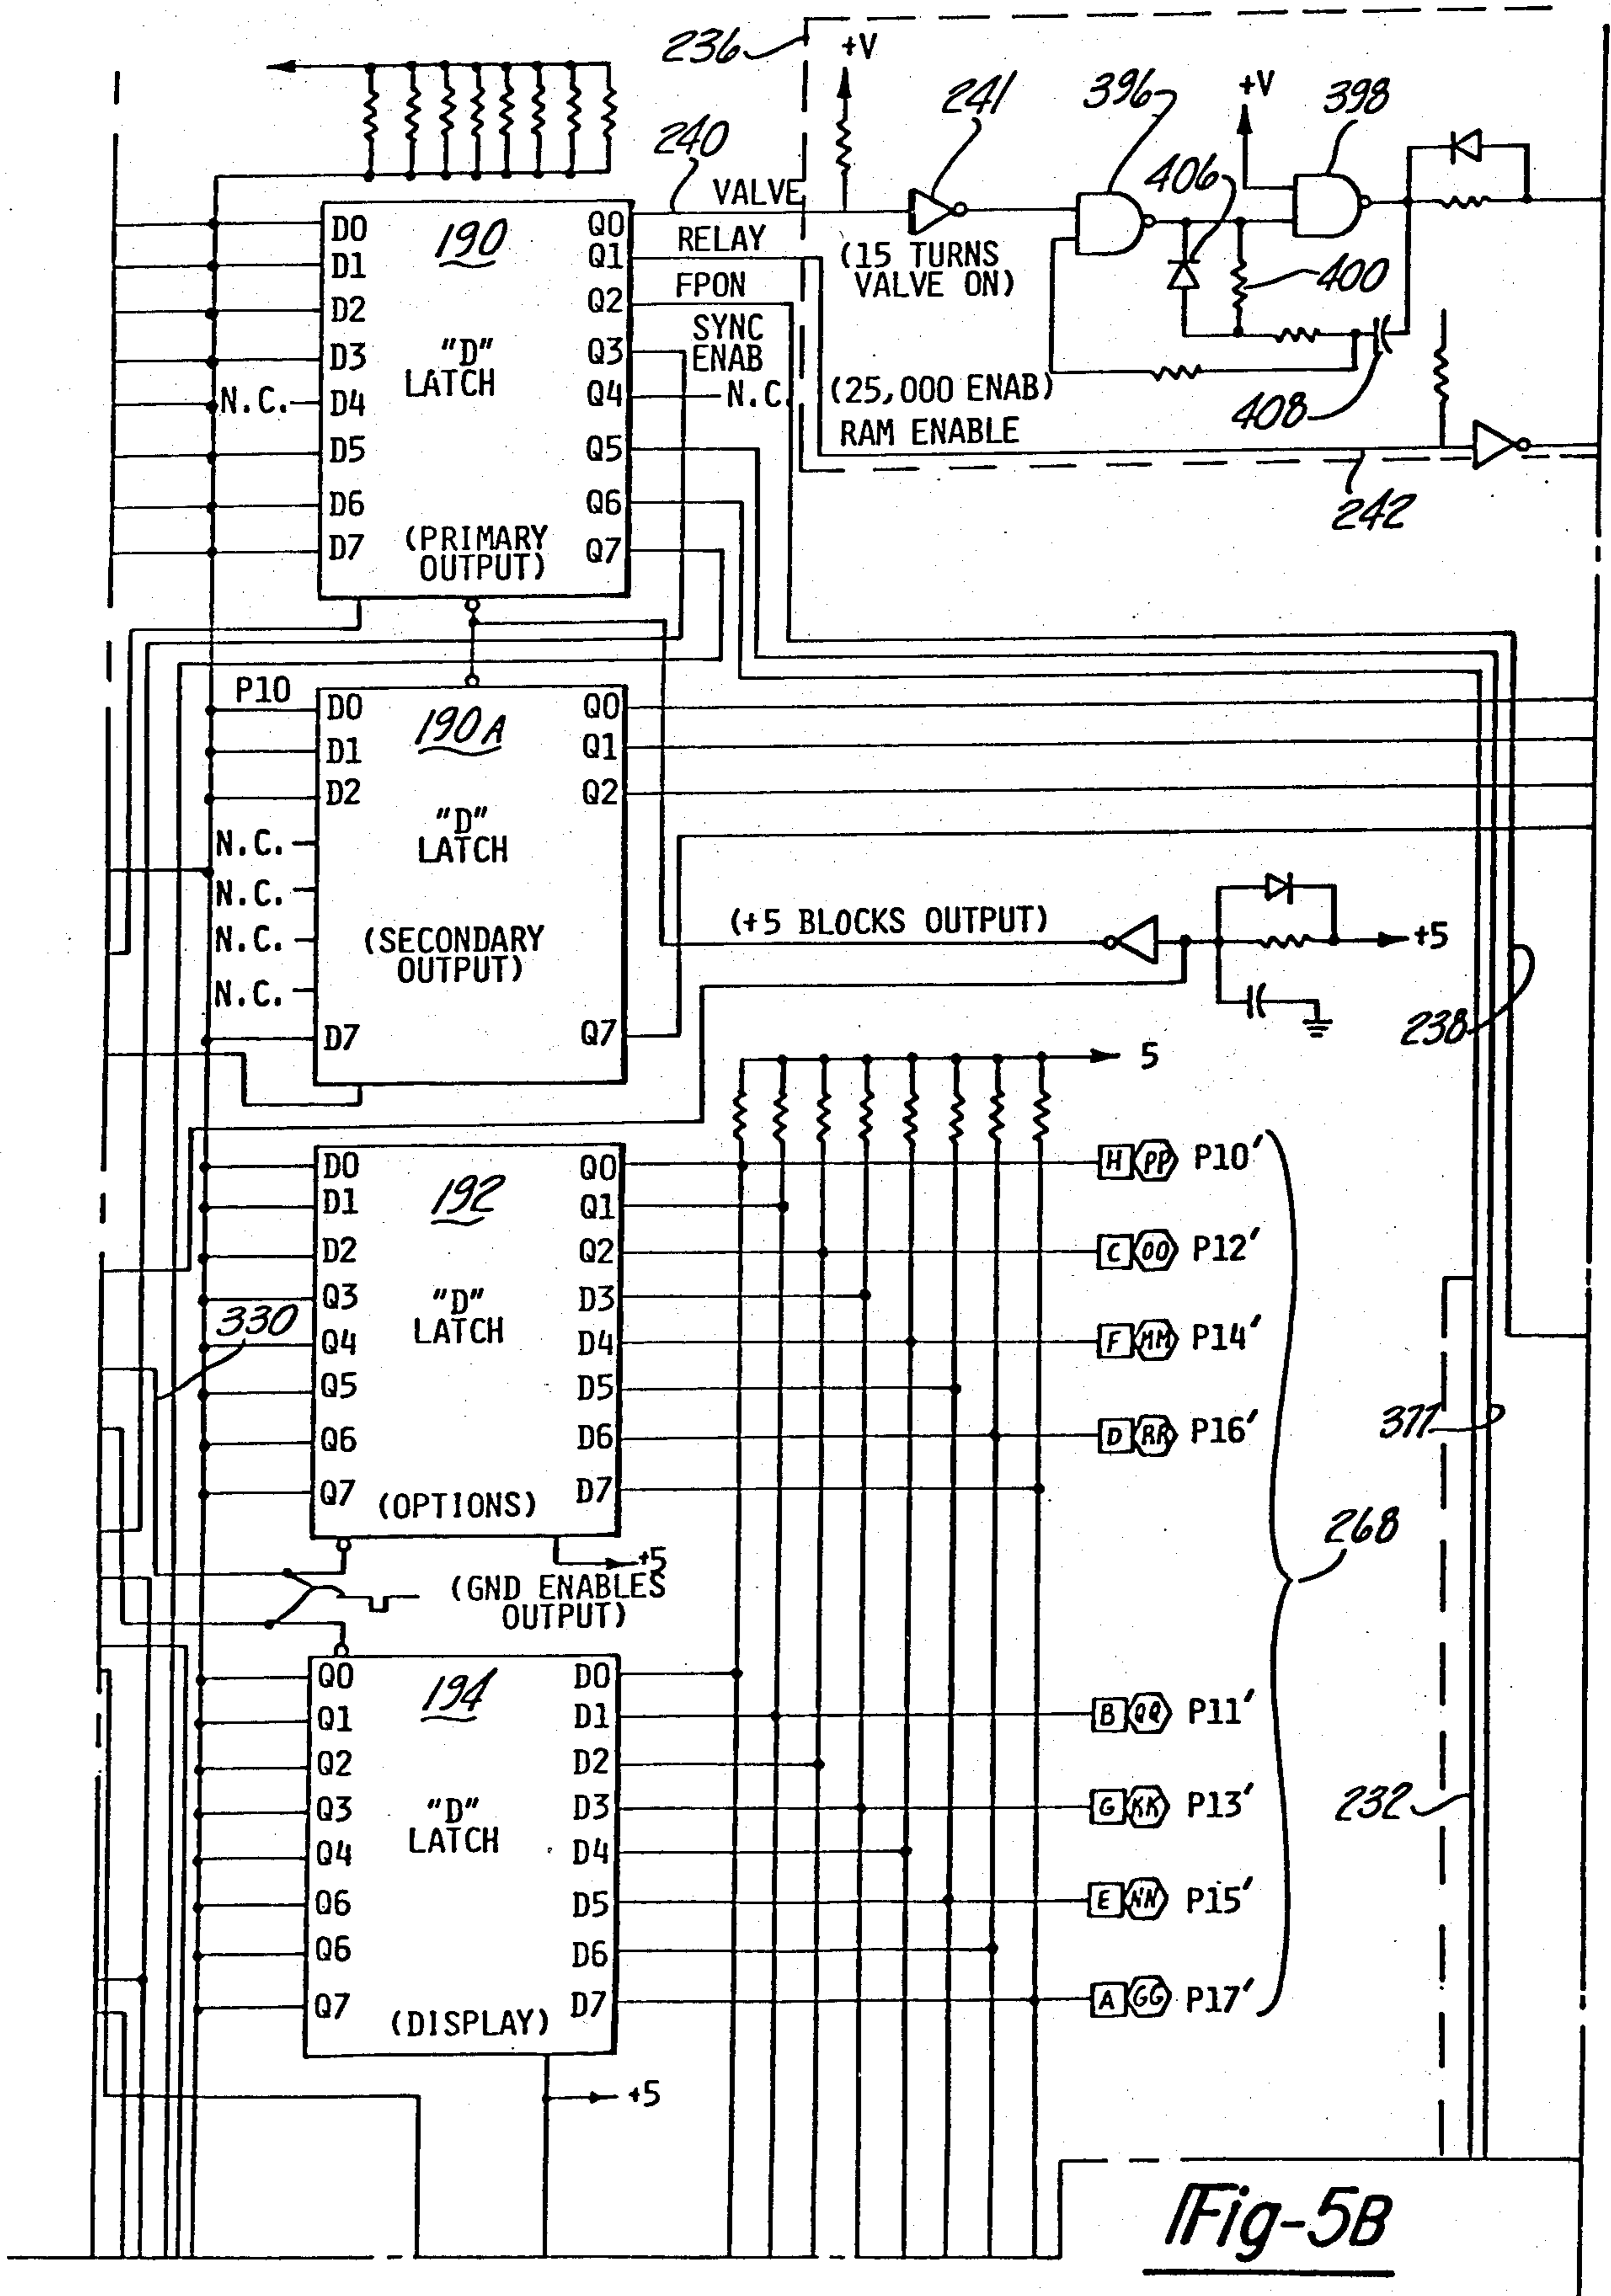 236
+V
241
396
+V
398
240
VALVE
406
D0
190
Q0
RELAY
(15 TURNS
VALVE ON)
400
D1
Q1
FPON
D2
Q2
SYNC
ENAB
D3
"D"
LATCH
Q3
N.C.
D4
Q4
N.C.
(25,000 ENAB)
408
RAM ENABLE
D5
Q5
242
D6
Q6
D7
(PRIMARY
OUTPUT)
Q7
P10
D0
190A
Q0
D1
Q1
D2
Q2
"D"
LATCH
N.C.
N.C.
(+5 BLOCKS OUTPUT)
+5
N.C.
(SECONDARY
OUTPUT)
N.C.
238
D7
Q7
5
D0
192
Q0
H PP P10'
D1
Q1
D2
Q2
C OO P12'
Q3
"D"
LATCH
D3
330
Q4
D4
F MM P14'
Q5
D5
377
Q6
D6
D RR P16'
Q7
(OPTIONS)
D7
268
+5
(GND ENABLES
OUTPUT)
Q0
194
D0
Q1
D1
B QQ P11'
Q2
D2
Q3
"D"
LATCH
D3
G KK P13'
232
Q4
D4
Q6
D5
E NN P15'
Q6
D6
Q7
(DISPLAY)
D7
A GG P17'
+5
Fig-5B